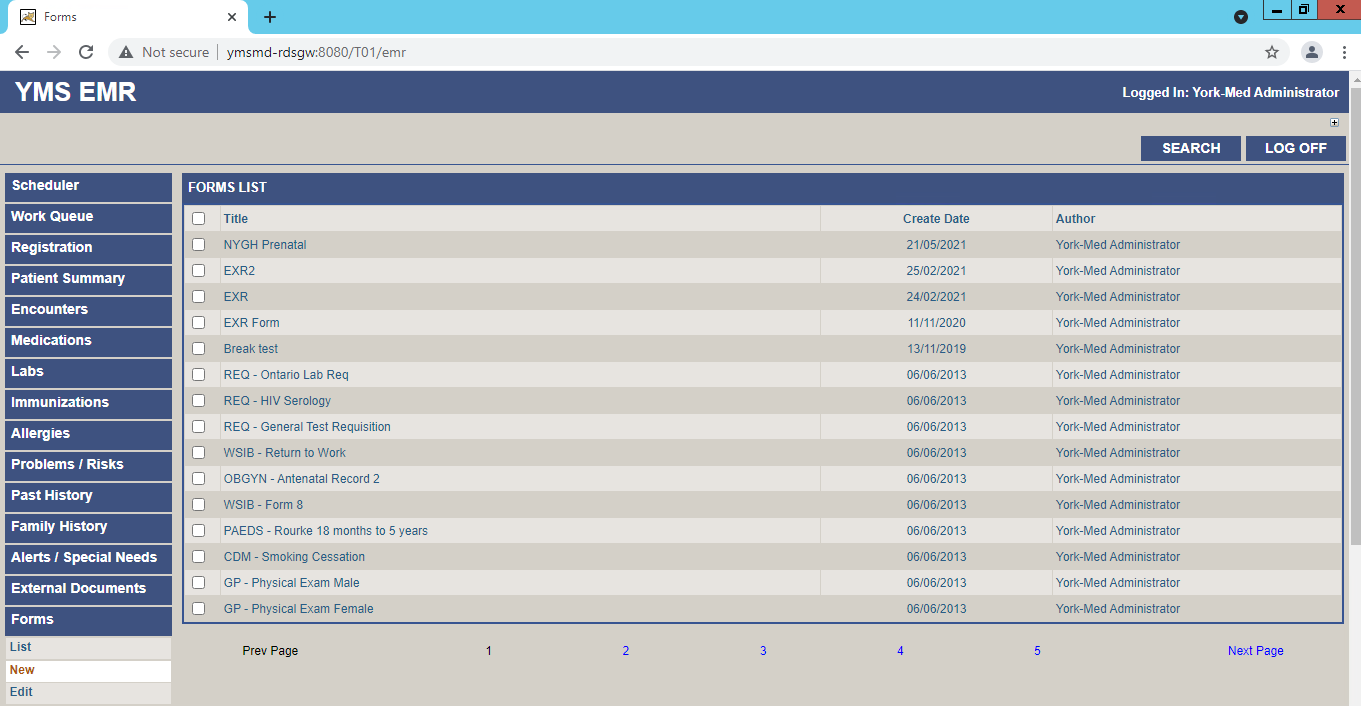 Forms
Not secure ymsmd-rdsgw:8080/T01/emr
YMS EMR
Logged In: York-Med Administrator
SEARCH LOG OFF
Scheduler
Work Queue
Registration
Patient Summary
Encounters
Medications
Labs
Immunizations
Allergies
Problems / Risks
Past History
Family History
Alerts / Special Needs
External Documents
Forms
List
New
Edit
FORMS LIST
Title Create Date Author
NYGH Prenatal 21/05/2021 York-Med Administrator
EXR2 25/02/2021 York-Med Administrator
EXR 24/02/2021 York-Med Administrator
EXR Form 11/11/2020 York-Med Administrator
Break test 13/11/2019 York-Med Administrator
REQ - Ontario Lab Req 06/06/2013 York-Med Administrator
REQ - HIV Serology 06/06/2013 York-Med Administrator
REQ - General Test Requisition 06/06/2013 York-Med Administrator
WSIB - Return to Work 06/06/2013 York-Med Administrator
OBGYN - Antenatal Record 2 06/06/2013 York-Med Administrator
WSIB - Form 8 06/06/2013 York-Med Administrator
PAEDS - Rourke 18 months to 5 years 06/06/2013 York-Med Administrator
CDM - Smoking Cessation 06/06/2013 York-Med Administrator
GP - Physical Exam Male 06/06/2013 York-Med Administrator
GP - Physical Exam Female 06/06/2013 York-Med Administrator
Prev Page 1 2 3 4 5 Next Page